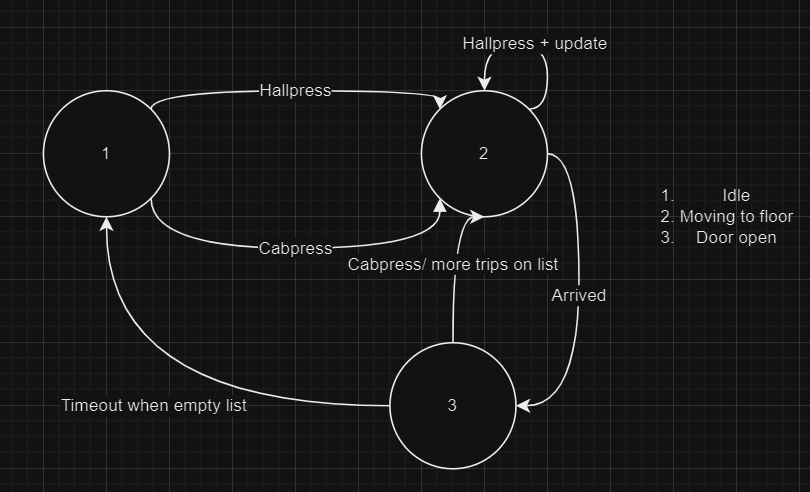 Hallpress + update
Hallpress
1
2
Cabpress
Cabpress/ more trips on list
Arrived
3
Timeout when empty list
1. Idle
2. Moving to floor
3. Door open